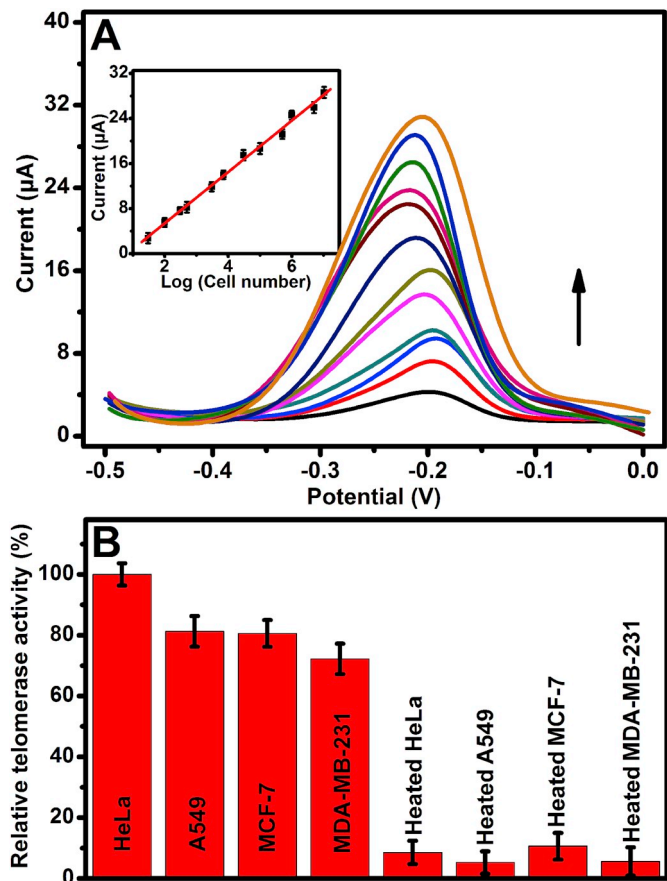 A
Current (µA)
40
32
24
16
8
0
-0.5
-0.4
-0.3
-0.2
-0.1
0.0
Potential (V)
Current (µA)
32
24
16
8
0
2
4
6
Log (Cell number)
B
Relative telomerase activity (%)
100
80
60
40
20
0
HeLa
A549
MCF-7
MDA-MB-231
Heated HeLa
Heated A549
Heated MCF-7
Heated MDA-MB-231